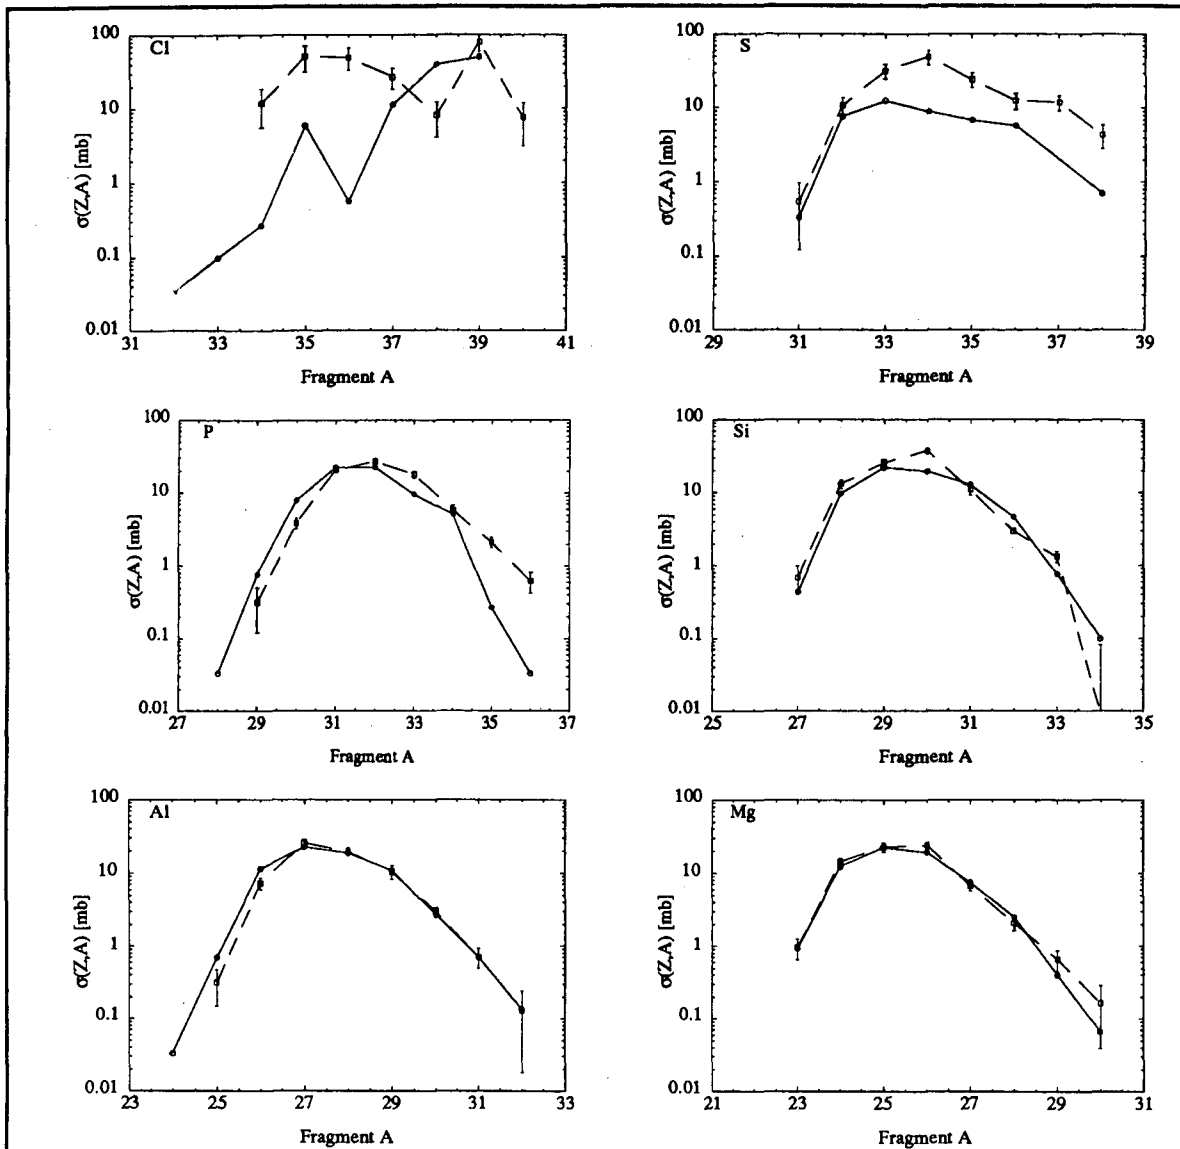 Cl
100
10
1
0.1
0.01
σ(Z,A) [mb]
31 33 35 37 39 41
Fragment A
S
100
10
1
0.1
0.01
σ(Z,A) [mb]
29 31 33 35 37 39
Fragment A
P
100
10
1
0.1
0.01
σ(Z,A) [mb]
27 29 31 33 35 37
Fragment A
Si
100
10
1
0.1
0.01
σ(Z,A) [mb]
25 27 29 31 33 35
Fragment A
Al
100
10
1
0.1
0.01
σ(Z,A) [mb]
23 25 27 29 31 33
Fragment A
Mg
100
10
1
0.1
0.01
σ(Z,A) [mb]
21 23 25 27 29 31
Fragment A